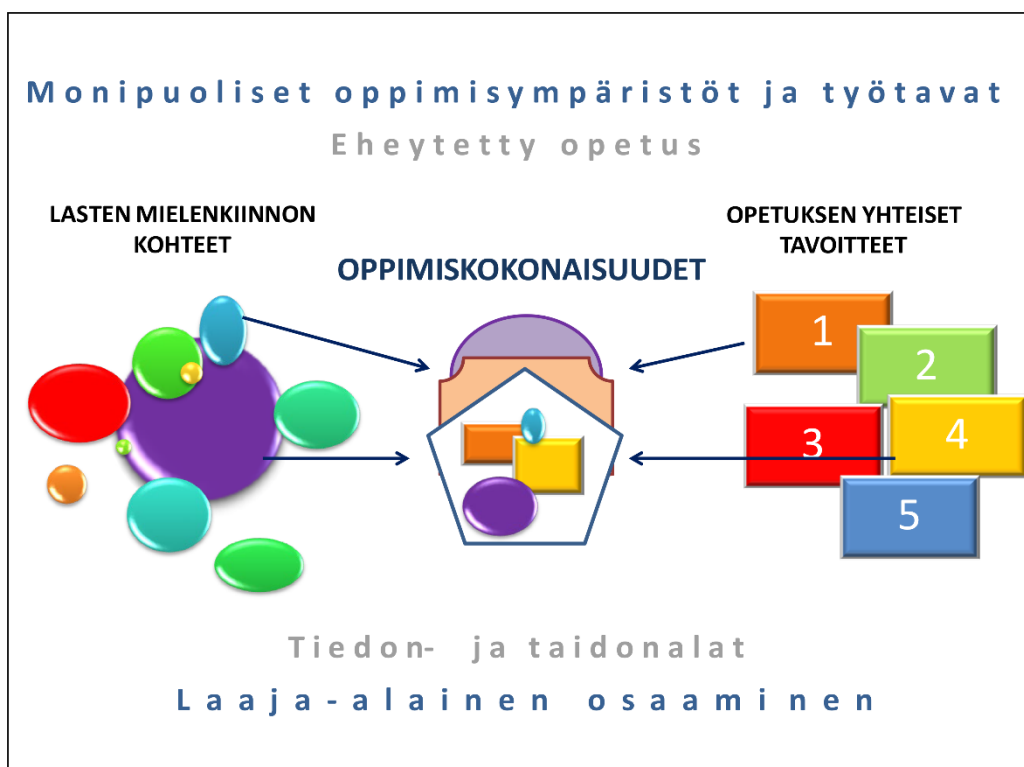 Monipuoliset oppimisympäristöt ja työtavat
Eheytetty opetus
LASTEN MIELENKIINNON
KOHTEET
OPPIMISKOKONAISUUDET
OPETUKSEN YHTEISET
TAVOITTEET
1
2
3
4
5
Tiedon- ja taidonalat
Laaja-alainen osaaminen